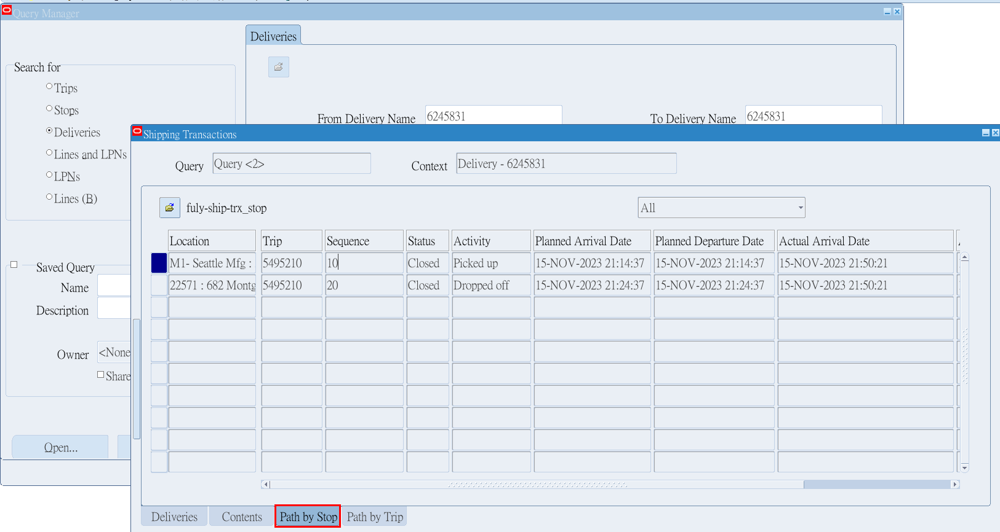 Query Manager
Deliveries
Search for
Trips
Stops
Deliveries
Lines and LPNs
LPNs
Lines (B)
From Delivery Name 6245831 To Delivery Name 6245831
Shipping Transactions
Query Query <2> Context Delivery - 6245831
fuly-ship-trx_stop All
Location Trip Sequence Status Activity Planned Arrival Date Planned Departure Date Actual Arrival Date
M1- Seattle Mfg : 5495210 10 Closed Picked up 15-NOV-2023 21:14:37 15-NOV-2023 21:14:37 15-NOV-2023 21:50:21
22571 : 682 Montg 5495210 20 Closed Dropped off 15-NOV-2023 21:24:37 15-NOV-2023 21:24:37 15-NOV-2023 21:50:21
Saved Query
Name
Description
Owner <None
Share
Open...
Deliveries Contents Path by Stop Path by Trip